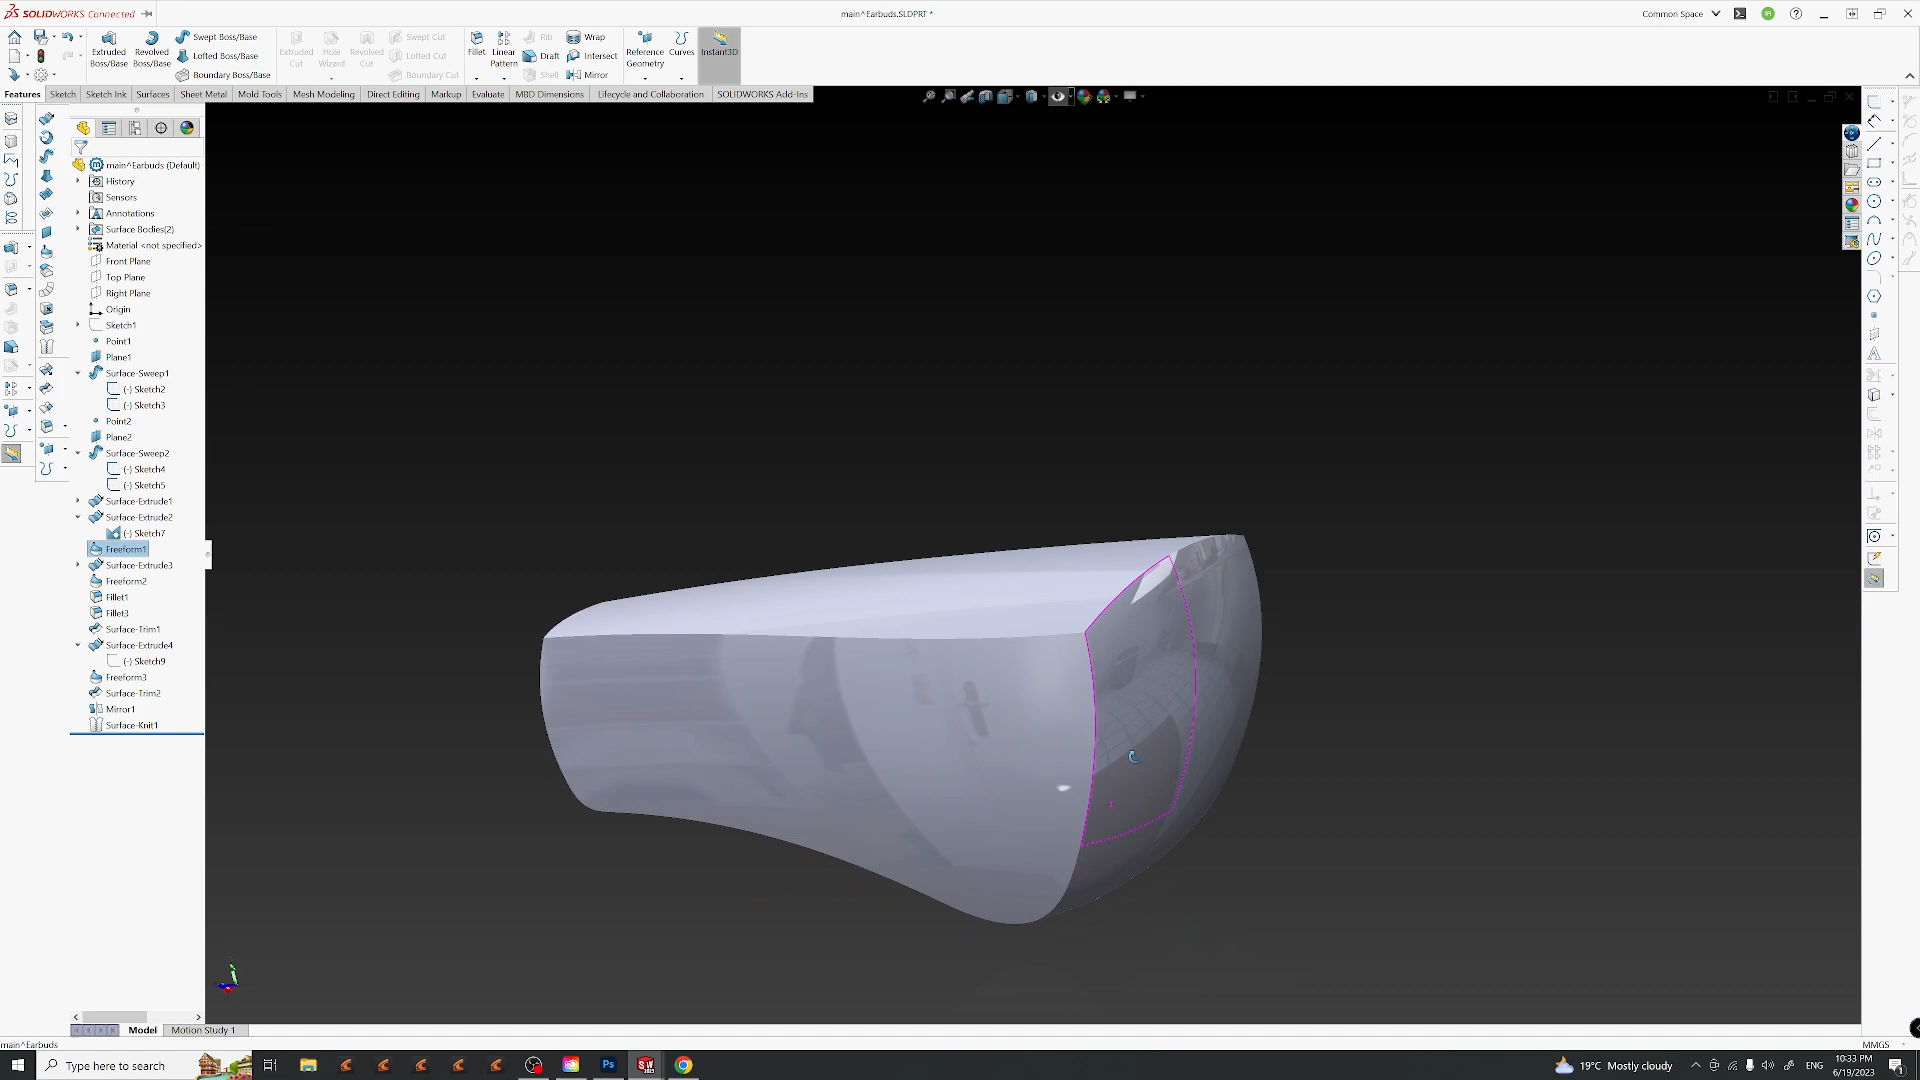 SOLIDWORKS Connected
main^Earbuds.SLDPRT *
Common Space
Extruded Boss/Base
Revolved Boss/Base
Swept Boss/Base
Lofted Boss/Base
Boundary Boss/Base
Extruded Cut
Hole Wizard
Revolved Cut
Swept Cut
Lofted Cut
Boundary Cut
Fillet
Linear Pattern
Rib
Draft
Shell
Wrap
Intersect
Mirror
Reference Geometry
Curves
Instant3D
Features
Sketch
Sketch Ink
Surfaces
Sheet Metal
Mold Tools
Mesh Modeling
Direct Editing
Markup
Evaluate
MBD Dimensions
Lifecycle and Collaboration
SOLIDWORKS Add-Ins
main^Earbuds (Default)
History
Sensors
Annotations
Surface Bodies(2)
Material <not specified>
Front Plane
Top Plane
Right Plane
Origin
Sketch1
Point1
Plane1
Surface-Sweep1
(-) Sketch2
(-) Sketch3
Point2
Plane2
Surface-Sweep2
(-) Sketch4
(-) Sketch5
Surface-Extrude1
Surface-Extrude2
(-) Sketch7
Freeform1
Surface-Extrude3
Freeform2
Fillet1
Fillet3
Surface-Trim1
Surface-Extrude4
(-) Sketch9
Freeform3
Surface-Trim2
Mirror1
Surface-Knit1
Model
Motion Study 1
main^Earbuds
MMGS
Type here to search
Ps
SW
19°C Mostly cloudy
ENG
10:33 PM
6/19/2023